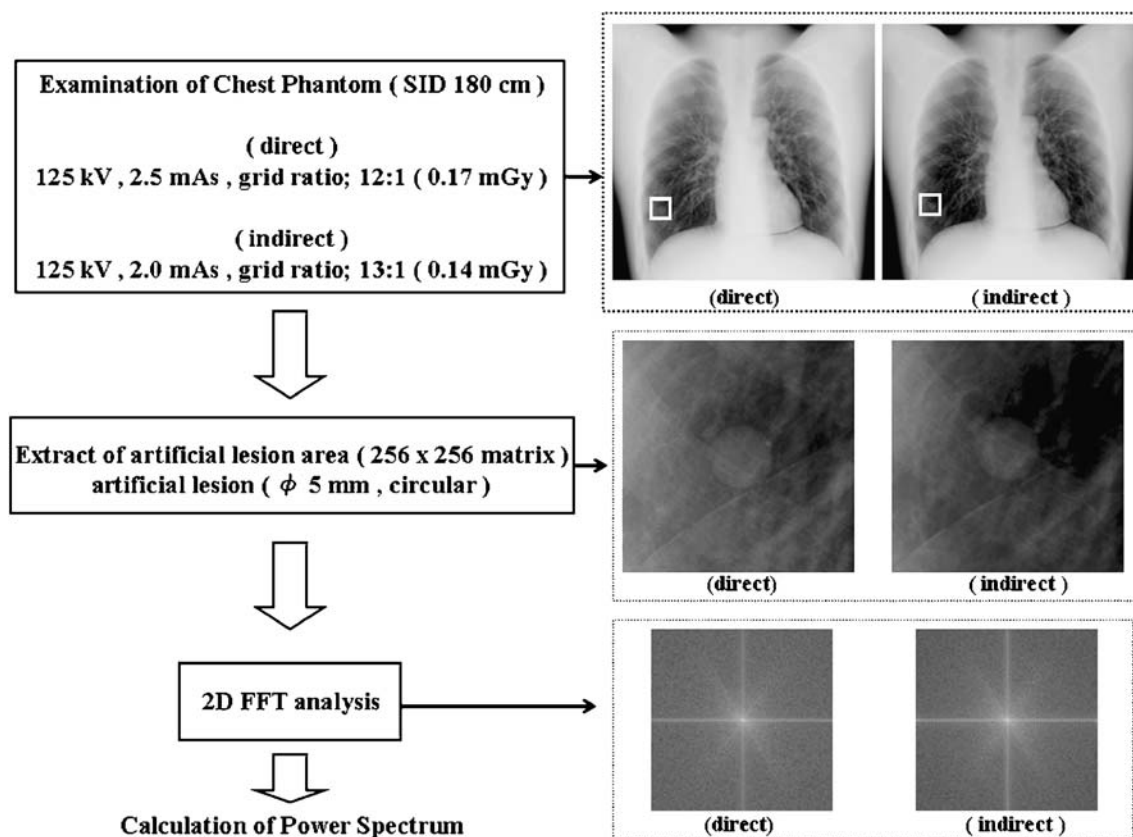 Examination of Chest Phantom ( SID 180 cm )
( direct )
125 kV , 2.5 mAs , grid ratio; 12:1 ( 0.17 mGy )
( indirect )
125 kV , 2.0 mAs , grid ratio; 13:1 ( 0.14 mGy )
(direct)
( indirect )
Extract of artificial lesion area ( 256 x 256 matrix )
artificial lesion ( ϕ 5 mm , circular )
(direct)
( indirect )
2D FFT analysis
(direct)
( indirect )
Calculation of Power Spectrum